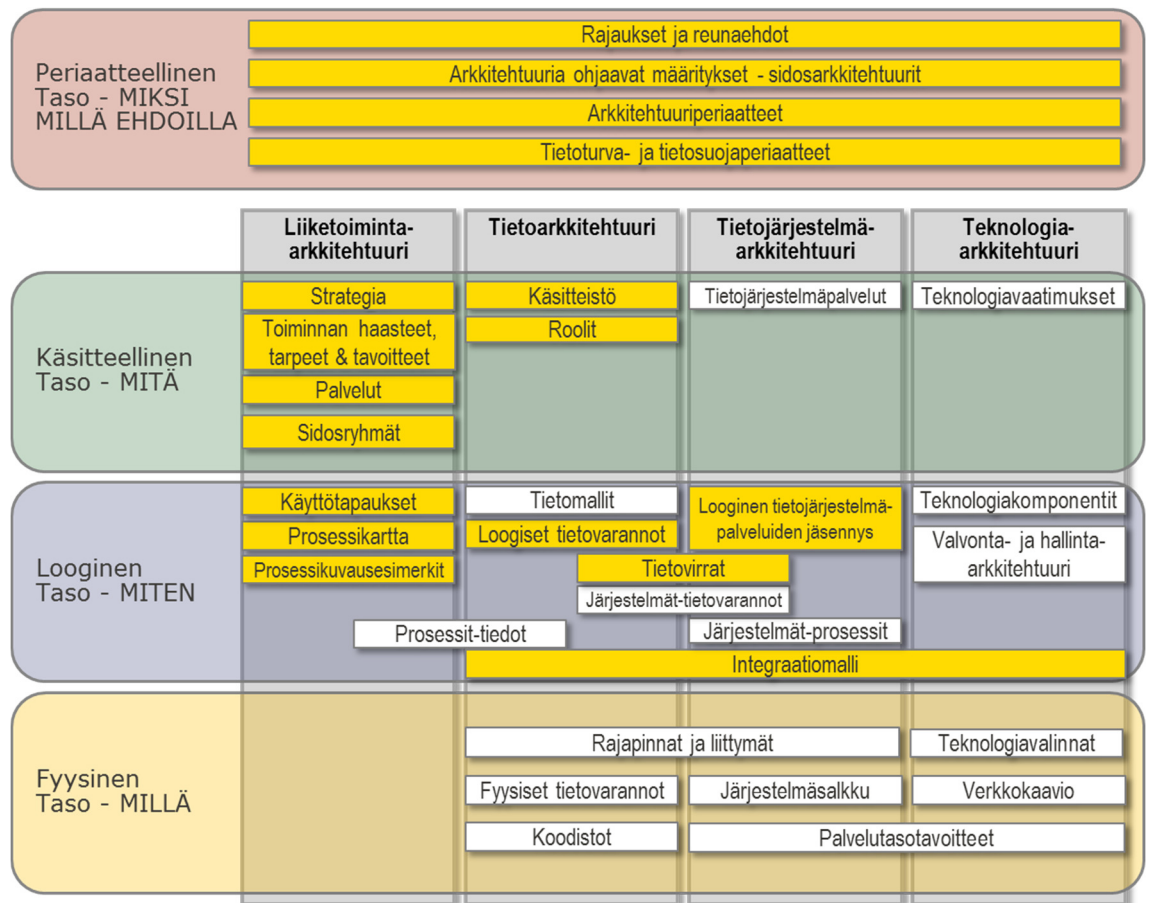 Periaatteellinen
Taso - MIKSI
MILLÄ EHDOILLA
Rajaukset ja reunaehdot
Arkkitehtuuria ohjaavat määritykset - sidosarkkitehtuurit
Arkkitehtuuriperiaatteet
Tietoturva- ja tietosuojaperiaatteet
Liiketoiminta-
arkkitehtuuri
Tietoarkkitehtuuri
Tietojärjestelmä-
arkkitehtuuri
Teknologia-
arkkitehtuuri
Käsitteellinen
Taso - MITÄ
Strategia
Toiminnan haasteet,
tarpeet & tavoitteet
Palvelut
Sidosryhmät
Käsitteistö
Roolit
Tietojärjestelmäpalvelut
Teknologiavaatimukset
Looginen
Taso - MITEN
Käyttötapaukset
Prosessikartta
Prosessikuvausesimerkit
Tietomallit
Loogiset tietovarannot
Looginen tietojärjestelmä-
palveluiden jäsennys
Teknologiakomponentit
Valvonta- ja hallinta-
arkkitehtuuri
Tietovirrat
Järjestelmät-tietovarannot
Prosessit-tiedot
Järjestelmät-prosessit
Integraatiomalli
Fyysinen
Taso - MILLÄ
Rajapinnat ja liittymät
Teknologiavalinnat
Fyysiset tietovarannot
Järjestelmäsalkku
Verkkokaavio
Koodistot
Palvelutasotavoitteet